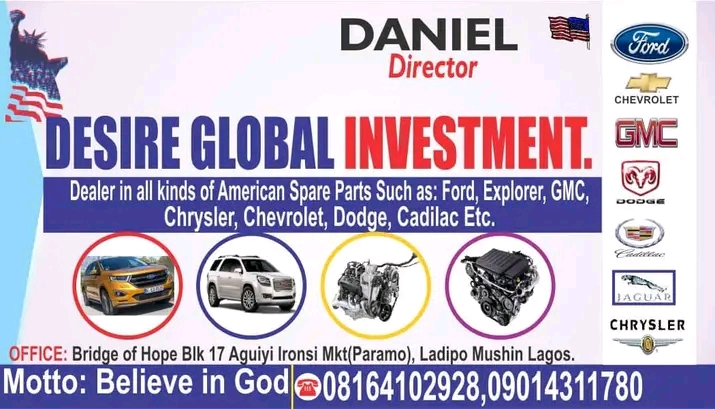 DANIEL
Director
Ford
CHEVROLET
GMC
DODGE
Cadillac
JAGUAR
CHRYSLER
DESIRE GLOBAL INVESTMENT.
Dealer in all kinds of American Spare Parts Such as: Ford, Explorer, GMC,
Chrysler, Chevrolet, Dodge, Cadilac Etc.
OFFICE: Bridge of Hope Blk 17 Aguiyi Ironsi Mkt(Paramo), Ladipo Mushin Lagos.
Motto: Believe in God ☎08164102928,09014311780